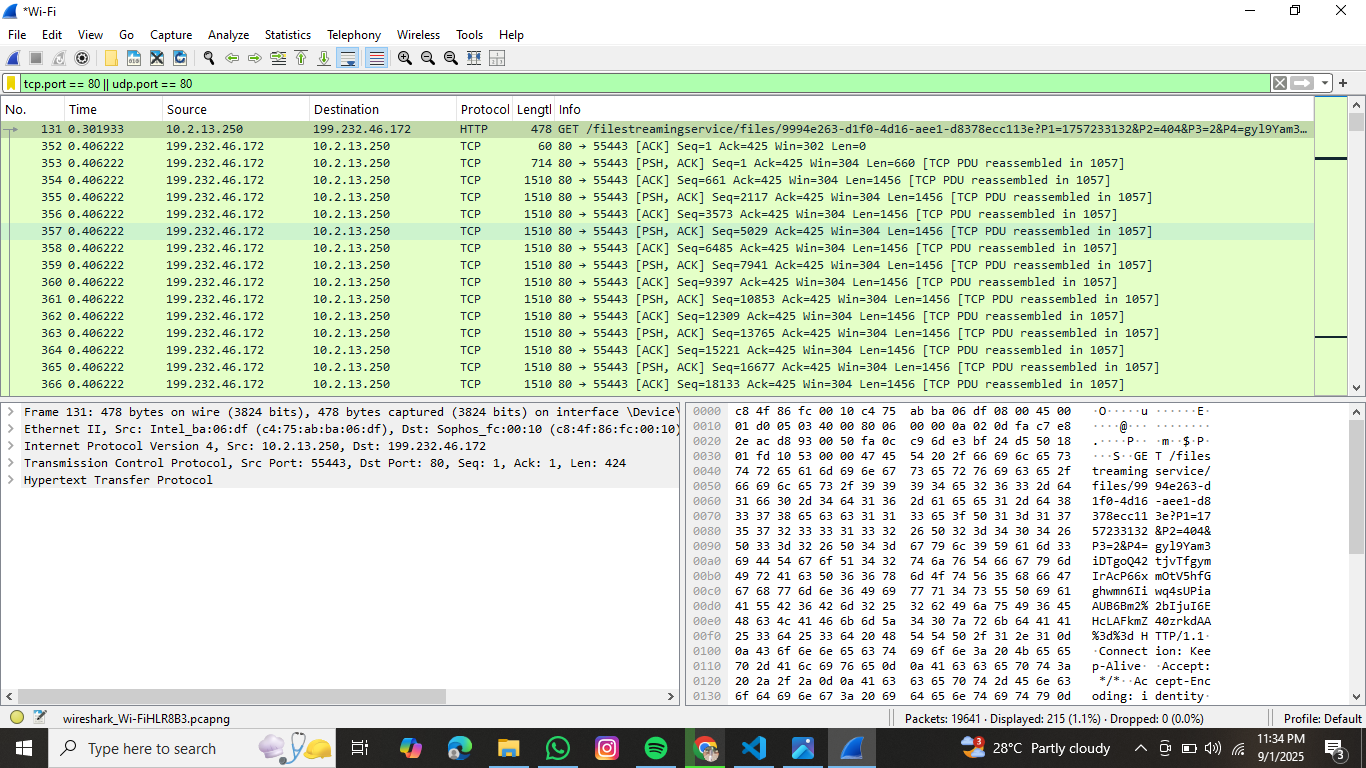 *Wi-Fi
File Edit View Go Capture Analyze Statistics Telephony Wireless Tools Help
tcp.port == 80 || udp.port == 80
No. Time Source Destination Protocol Lengtl Info
131 0.301933 10.2.13.250 199.232.46.172 HTTP 478 GET /filestreamingservice/files/9994e263-d1f0-4d16-aee1-d8378ecc113e?P1=1757233132&P2=404&P3=2&P4=gyl9Yam3…
352 0.406222 199.232.46.172 10.2.13.250 TCP 60 80 → 55443 [ACK] Seq=1 Ack=425 Win=302 Len=0
353 0.406222 199.232.46.172 10.2.13.250 TCP 714 80 → 55443 [PSH, ACK] Seq=1 Ack=425 Win=304 Len=660 [TCP PDU reassembled in 1057]
354 0.406222 199.232.46.172 10.2.13.250 TCP 1510 80 → 55443 [ACK] Seq=661 Ack=425 Win=304 Len=1456 [TCP PDU reassembled in 1057]
355 0.406222 199.232.46.172 10.2.13.250 TCP 1510 80 → 55443 [PSH, ACK] Seq=2117 Ack=425 Win=304 Len=1456 [TCP PDU reassembled in 1057]
356 0.406222 199.232.46.172 10.2.13.250 TCP 1510 80 → 55443 [ACK] Seq=3573 Ack=425 Win=304 Len=1456 [TCP PDU reassembled in 1057]
357 0.406222 199.232.46.172 10.2.13.250 TCP 1510 80 → 55443 [PSH, ACK] Seq=5029 Ack=425 Win=304 Len=1456 [TCP PDU reassembled in 1057]
358 0.406222 199.232.46.172 10.2.13.250 TCP 1510 80 → 55443 [ACK] Seq=6485 Ack=425 Win=304 Len=1456 [TCP PDU reassembled in 1057]
359 0.406222 199.232.46.172 10.2.13.250 TCP 1510 80 → 55443 [PSH, ACK] Seq=7941 Ack=425 Win=304 Len=1456 [TCP PDU reassembled in 1057]
360 0.406222 199.232.46.172 10.2.13.250 TCP 1510 80 → 55443 [ACK] Seq=9397 Ack=425 Win=304 Len=1456 [TCP PDU reassembled in 1057]
361 0.406222 199.232.46.172 10.2.13.250 TCP 1510 80 → 55443 [PSH, ACK] Seq=10853 Ack=425 Win=304 Len=1456 [TCP PDU reassembled in 1057]
362 0.406222 199.232.46.172 10.2.13.250 TCP 1510 80 → 55443 [ACK] Seq=12309 Ack=425 Win=304 Len=1456 [TCP PDU reassembled in 1057]
363 0.406222 199.232.46.172 10.2.13.250 TCP 1510 80 → 55443 [PSH, ACK] Seq=13765 Ack=425 Win=304 Len=1456 [TCP PDU reassembled in 1057]
364 0.406222 199.232.46.172 10.2.13.250 TCP 1510 80 → 55443 [ACK] Seq=15221 Ack=425 Win=304 Len=1456 [TCP PDU reassembled in 1057]
365 0.406222 199.232.46.172 10.2.13.250 TCP 1510 80 → 55443 [PSH, ACK] Seq=16677 Ack=425 Win=304 Len=1456 [TCP PDU reassembled in 1057]
366 0.406222 199.232.46.172 10.2.13.250 TCP 1510 80 → 55443 [ACK] Seq=18133 Ack=425 Win=304 Len=1456 [TCP PDU reassembled in 1057]
Frame 131: 478 bytes on wire (3824 bits), 478 bytes captured (3824 bits) on interface \Device\
Ethernet II, Src: Intel_ba:06:df (c4:75:ab:ba:06:df), Dst: Sophos_fc:00:10 (c8:4f:86:fc:00:10)
Internet Protocol Version 4, Src: 10.2.13.250, Dst: 199.232.46.172
Transmission Control Protocol, Src Port: 55443, Dst Port: 80, Seq: 1, Ack: 1, Len: 424
Hypertext Transfer Protocol
0000 c8 4f 86 fc 00 10 c4 75 ab ba 06 df 08 00 45 00 ·O·····u ······E·
0010 01 d0 05 03 40 00 80 06 00 00 0a 02 0d fa c7 e8 ····@··· ········
0020 2e ac d8 93 00 50 fa 0c c9 6d e3 bf 24 d5 50 18 .····P·· ·m··$·P·
0030 01 fd 10 53 00 00 47 45 54 20 2f 66 69 6c 65 73 ···S··GE T /files
0040 74 72 65 61 6d 69 6e 67 73 65 72 76 69 63 65 2f treaming service/
0050 66 69 6c 65 73 2f 39 39 39 34 65 32 36 33 2d 64 files/99 94e263-d
0060 31 66 30 2d 34 64 31 36 2d 61 65 65 31 2d 64 38 1f0-4d16 -aee1-d8
0070 33 37 38 65 63 63 31 31 33 65 3f 50 31 3d 31 37 378ecc11 3e?P1=17
0080 35 37 32 33 33 31 33 32 26 50 32 3d 34 30 34 26 57233132 &P2=404&
0090 50 33 3d 32 26 50 34 3d 67 79 6c 39 59 61 6d 33 P3=2&P4= gyl9Yam3
00a0 69 44 54 67 6f 51 34 32 74 6a 76 54 66 67 79 6d iDTgoQ42 tjvTfgym
00b0 49 72 41 63 50 36 36 78 6d 4f 74 56 35 68 66 47 IrAcP66x mOtV5hfG
00c0 67 68 77 6d 6e 36 49 69 77 71 34 73 55 50 69 61 ghwmn6Ii wq4sUPia
00d0 41 55 42 36 42 6d 32 25 32 62 49 6a 75 49 36 45 AUB6Bm2% 2bIjuI6E
00e0 48 63 4c 41 46 6b 6d 5a 34 30 7a 72 6b 64 41 41 HcLAFkmZ 40zrkdAA
00f0 25 33 64 25 33 64 20 48 54 54 50 2f 31 2e 31 0d %3d%3d H TTP/1.1·
0100 0a 43 6f 6e 6e 65 63 74 69 6f 6e 3a 20 4b 65 65 ·Connect ion: Kee
0110 70 2d 41 6c 69 76 65 0d 0a 41 63 63 65 70 74 3a p-Alive· ·Accept:
0120 20 2a 2f 2a 0d 0a 41 63 63 65 70 74 2d 45 6e 63 */*··Ac cept-Enc
0130 6f 64 69 6e 67 3a 20 69 64 65 6e 74 69 74 79 0d oding: i dentity·
wireshark_Wi-FiHLR8B3.pcapng
Packets: 19641 · Displayed: 215 (1.1%) · Dropped: 0 (0.0%)
Profile: Default
Type here to search
28°C Partly cloudy
11:34 PM
9/1/2025
3